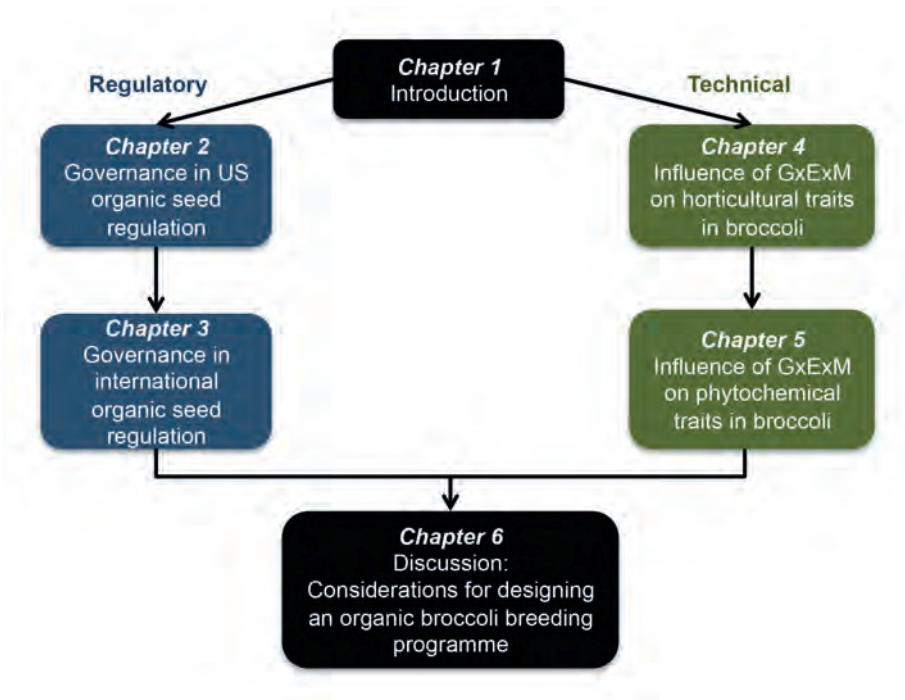 Chapter 1
Introduction
Regulatory
Technical
Chapter 2
Governance in US
organic seed
regulation
Chapter 4
Influence of GxExM
on horticultural traits
in broccoli
Chapter 3
Governance in
international
organic seed
regulation
Chapter 5
Influence of GxExM
on phytochemical
traits in broccoli
Chapter 6
Discussion:
Considerations for designing
an organic broccoli breeding
programme